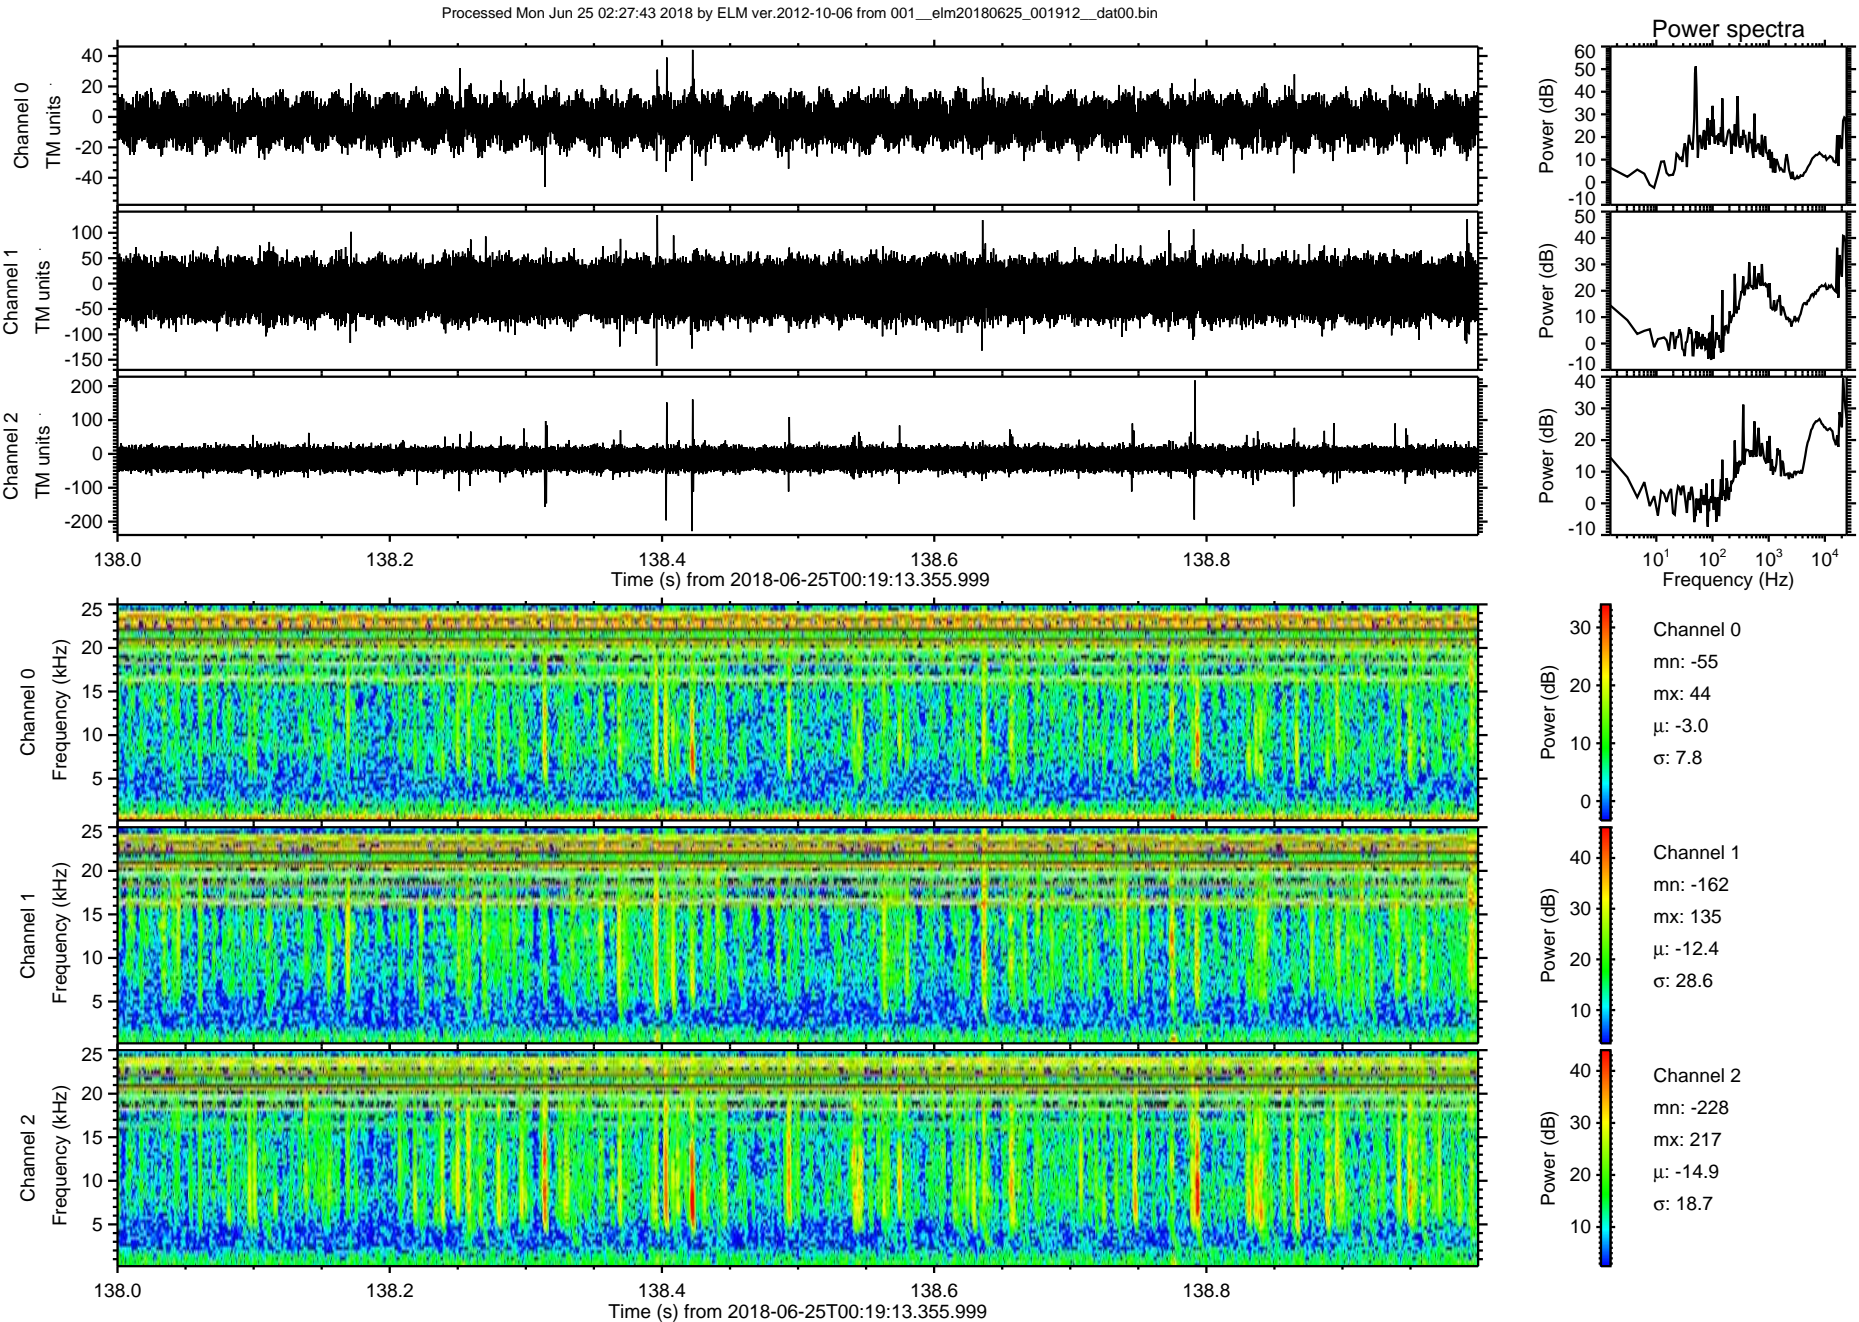 Processed Mon Jun 25 02:27:43 2018 by ELM ver.2012-10-06 from 001__elm20180625_001912__dat00.bin
Power spectra
Channel 0
TM units
40
20
0
-20
-40
Power (dB)
60
50
40
30
20
10
0
-10
Channel 1
TM units
100
50
0
-50
-100
-150
Power (dB)
50
40
30
20
10
0
-10
Channel 2
TM units
200
100
0
-100
-200
Power (dB)
40
30
20
10
0
-10
138.0 138.2 138.4 138.6 138.8
Time (s) from 2018-06-25T00:19:13.355.999
10¹ 10² 10³ 10⁴
Frequency (Hz)
Channel 0
Frequency (kHz)
25
20
15
10
5
Power (dB)
30
20
10
0
Channel 0
mn: -55
mx: 44
μ: -3.0
σ: 7.8
Channel 1
Frequency (kHz)
25
20
15
10
5
Power (dB)
40
30
20
10
Channel 1
mn: -162
mx: 135
μ: -12.4
σ: 28.6
Channel 2
Frequency (kHz)
25
20
15
10
5
Power (dB)
40
30
20
10
Channel 2
mn: -228
mx: 217
μ: -14.9
σ: 18.7
138.0 138.2 138.4 138.6 138.8
Time (s) from 2018-06-25T00:19:13.355.999